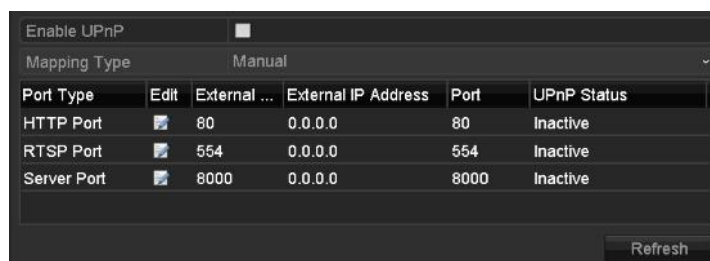 Enable UPnP
Mapping Type Manual
Port Type Edit External ... External IP Address Port UPnP Status
HTTP Port 80 0.0.0.0 80 Inactive
RTSP Port 554 0.0.0.0 554 Inactive
Server Port 8000 0.0.0.0 8000 Inactive
Refresh